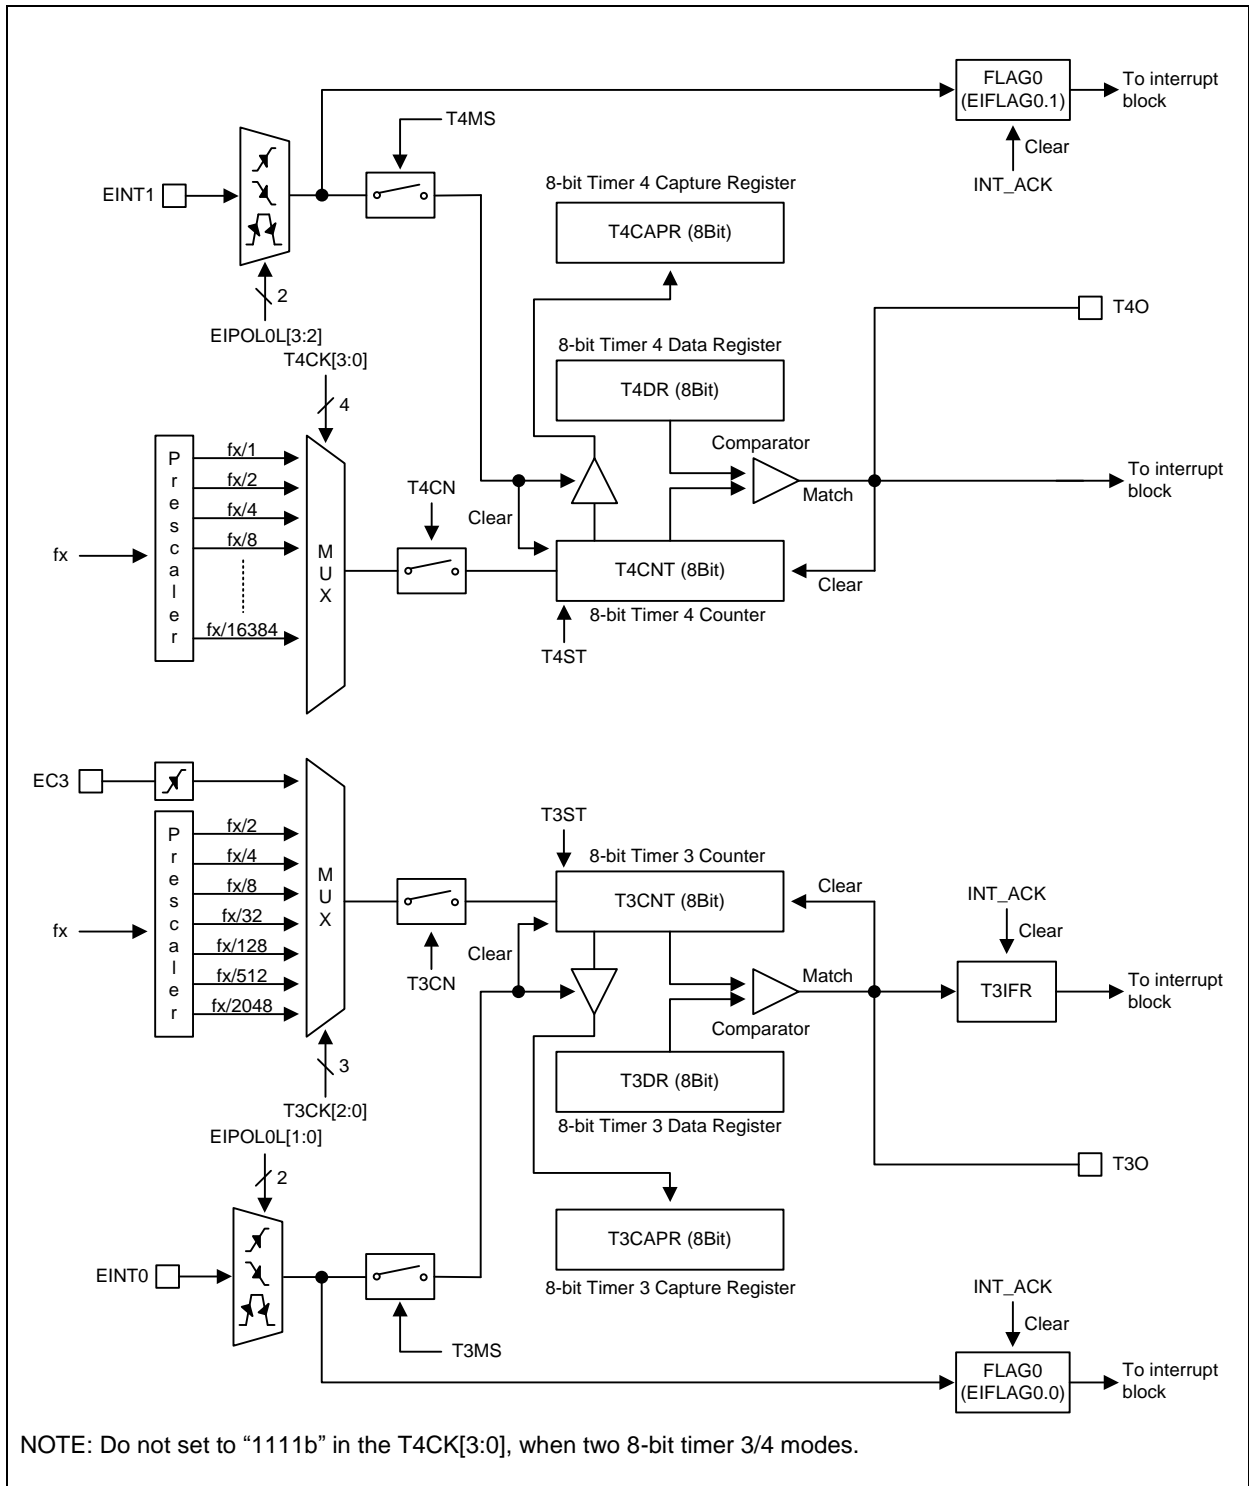 FLAG0
(EIFLAG0.1)
To interrupt
block
Clear
INT_ACK
T4MS
EINT1
8-bit Timer 4 Capture Register
T4CAPR (8Bit)
2
EIPOL0L[3:2]
T4O
T4CK[3:0]
4
8-bit Timer 4 Data Register
T4DR (8Bit)
Prescaler
fx
fx/1
fx/2
fx/4
fx/8
fx/16384
MUX
T4CN
Clear
Comparator
Match
To interrupt
block
T4CNT (8Bit)
Clear
8-bit Timer 4 Counter
T4ST
EC3
Prescaler
fx
fx/2
fx/4
fx/8
fx/32
fx/128
fx/512
fx/2048
MUX
T3ST
8-bit Timer 3 Counter
T3CNT (8Bit)
Clear
INT_ACK
Clear
Clear
T3CN
Match
T3IFR
To interrupt
block
Comparator
3
T3CK[2:0]
T3DR (8Bit)
8-bit Timer 3 Data Register
EIPOL0L[1:0]
2
T3O
T3CAPR (8Bit)
8-bit Timer 3 Capture Register
EINT0
T3MS
INT_ACK
Clear
FLAG0
(EIFLAG0.0)
To interrupt
block
NOTE: Do not set to “1111b” in the T4CK[3:0], when two 8-bit timer 3/4 modes.